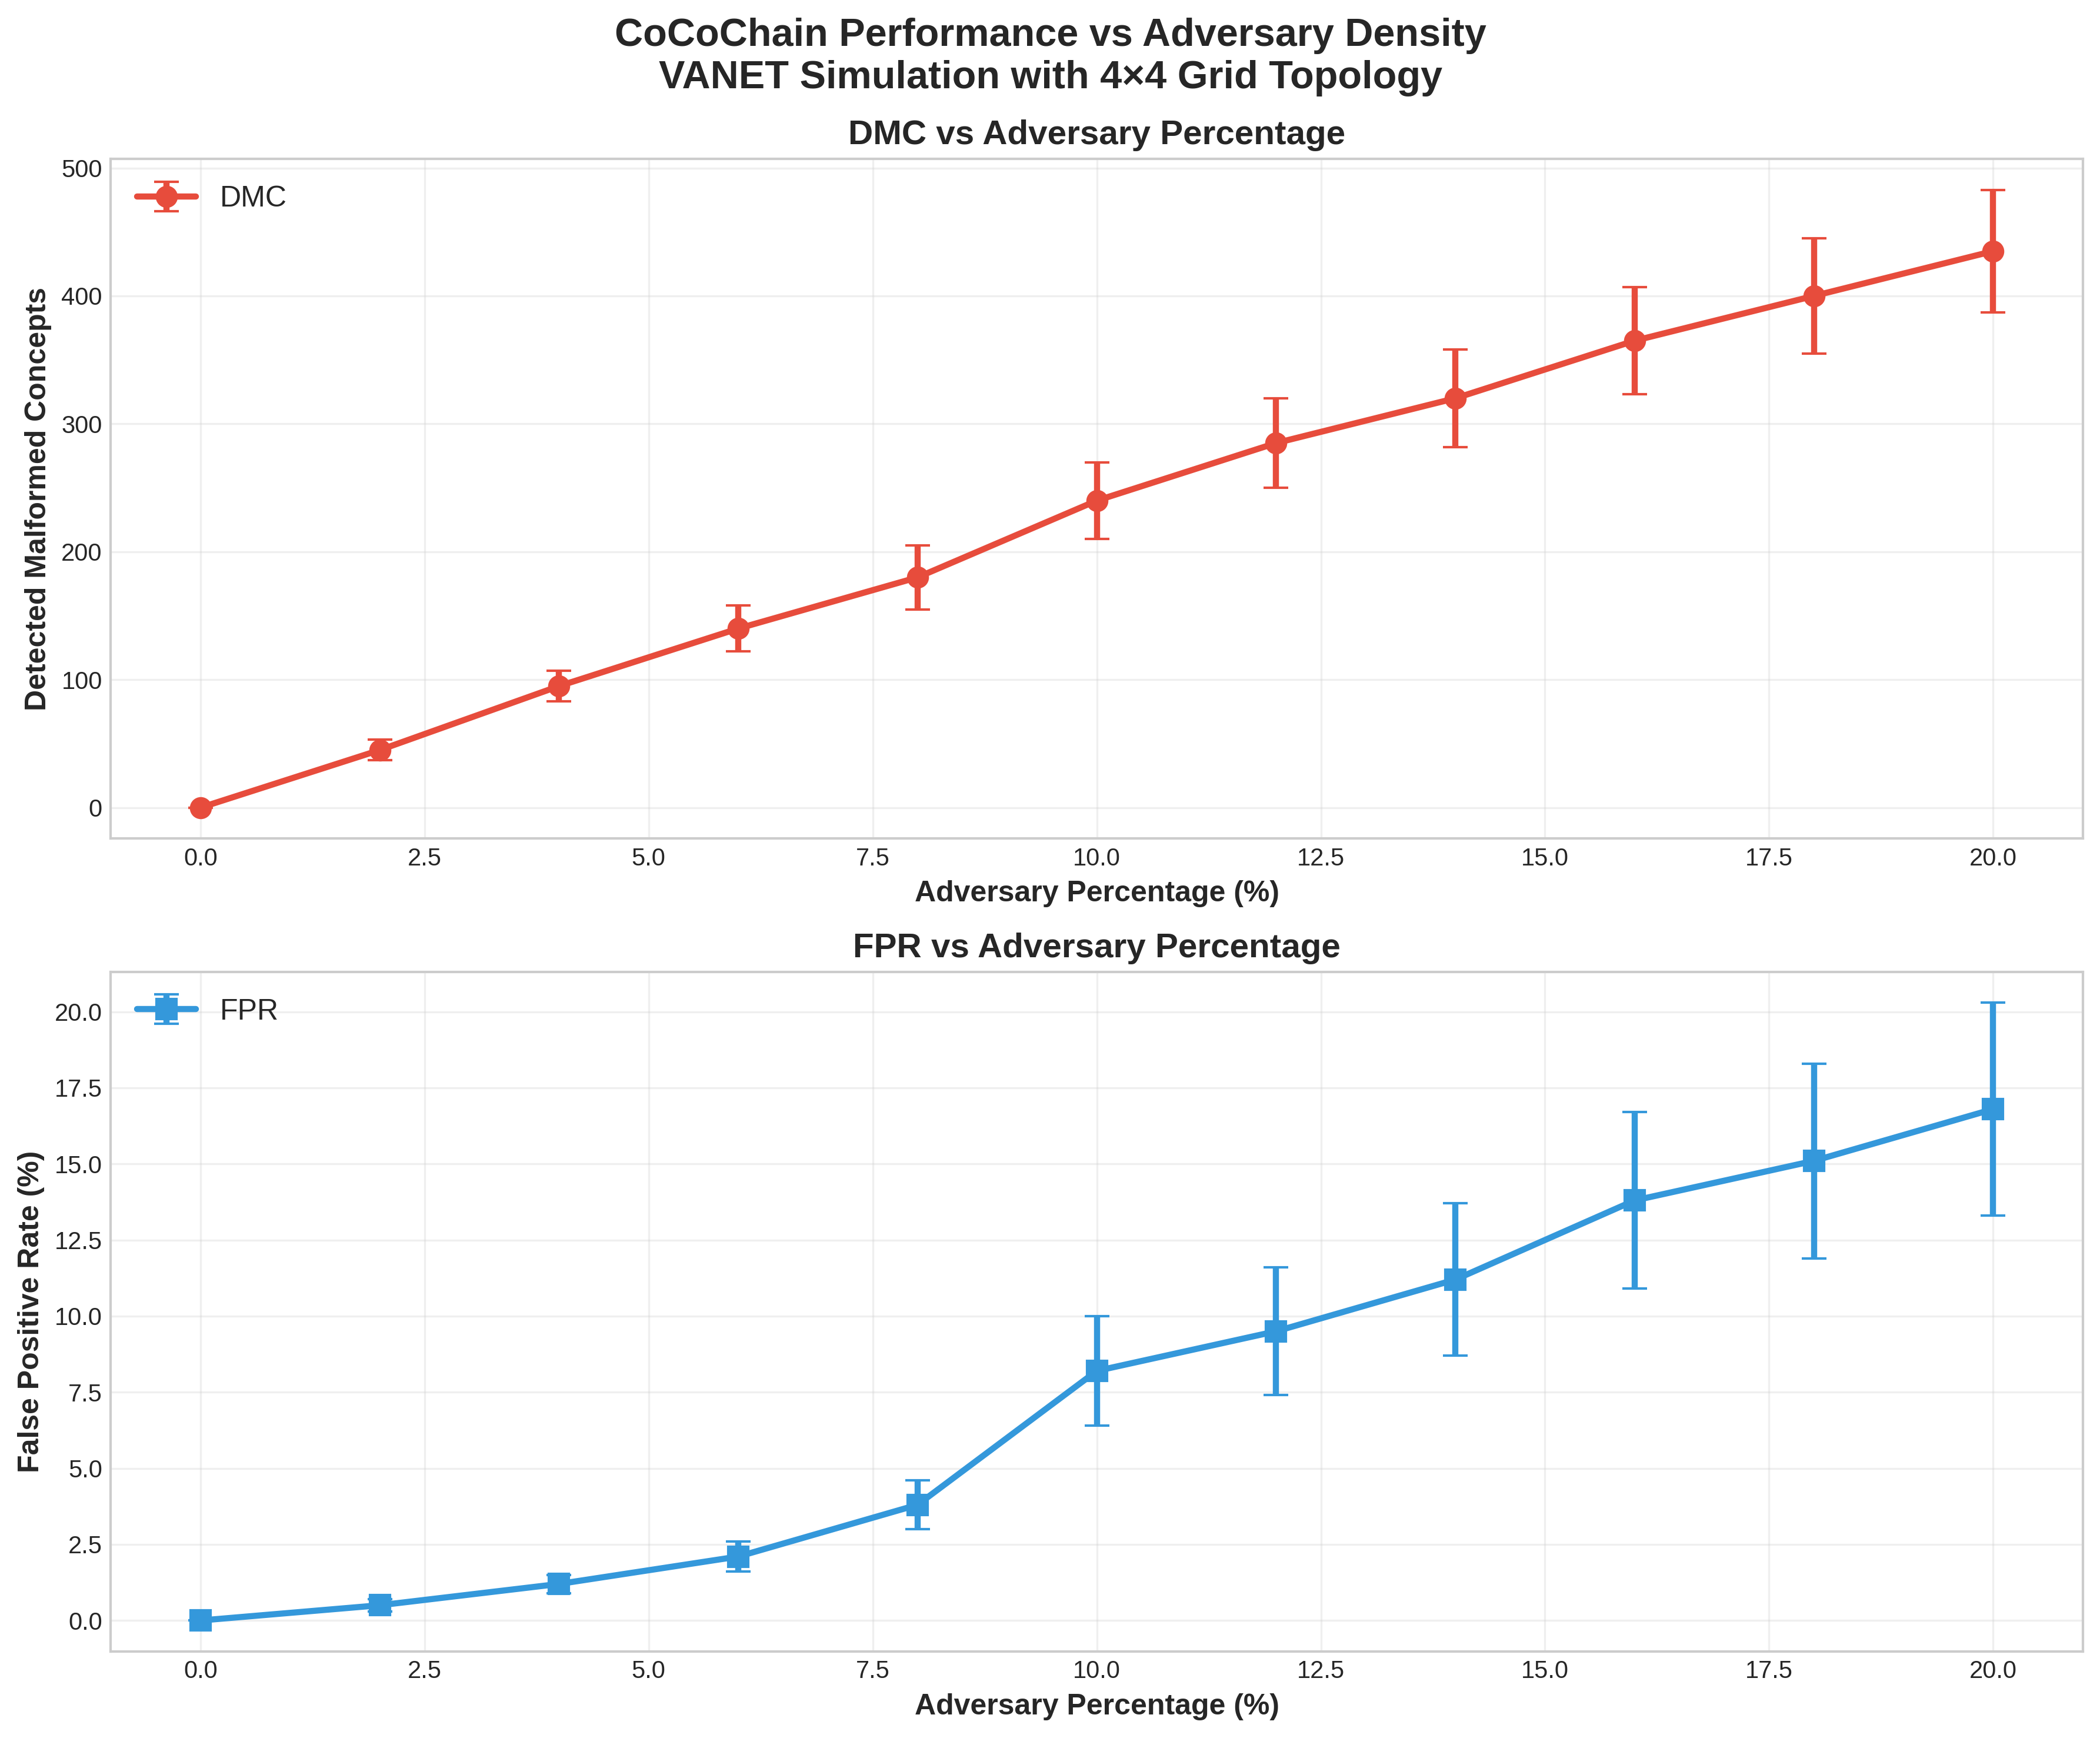 CoCoChain Performance vs Adversary Density
VANET Simulation with 4×4 Grid Topology
DMC vs Adversary Percentage
DMC
Detected Malformed Concepts
500
400
300
200
100
0
0.0 2.5 5.0 7.5 10.0 12.5 15.0 17.5 20.0
Adversary Percentage (%)
FPR vs Adversary Percentage
FPR
False Positive Rate (%)
20.0
17.5
15.0
12.5
10.0
7.5
5.0
2.5
0.0
0.0 2.5 5.0 7.5 10.0 12.5 15.0 17.5 20.0
Adversary Percentage (%)